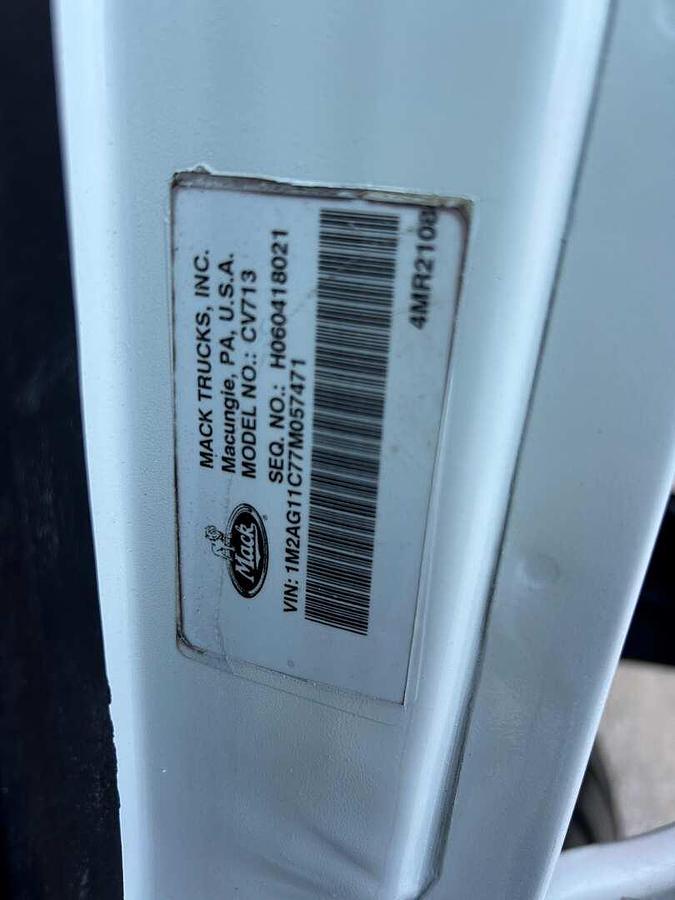 MACK TRUCKS, INC.
Macungie, PA, U.S.A.
MODEL NO.: CV713
SEQ. NO.: H060418021
Mack
VIN: 1M2AG11C77M057471
4MR2108